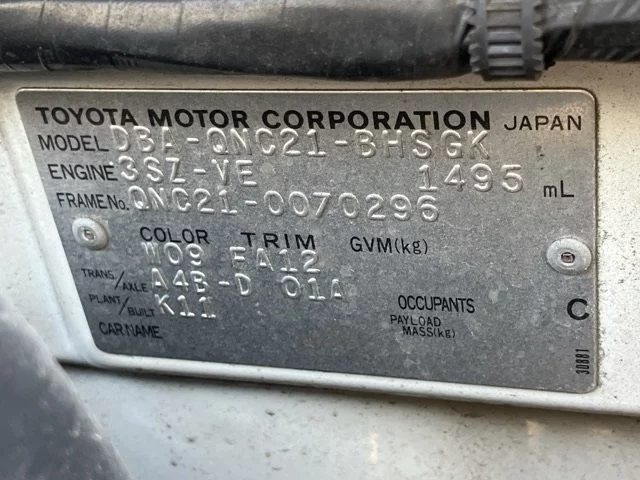 TOYOTA MOTOR CORPORATION JAPAN
MODEL DBA-QNC21-BHSGK
ENGINE 3SZ-VE 1495 mL
FRAME No. QNC21-0070296
COLOR TRIM GVM(kg)
W09 FA12
TRANS./AXLE A4B-D 01A
PLANT/BUILT K11 OCCUPANTS C
PAYLOAD MASS(kg)
CAR NAME
30881